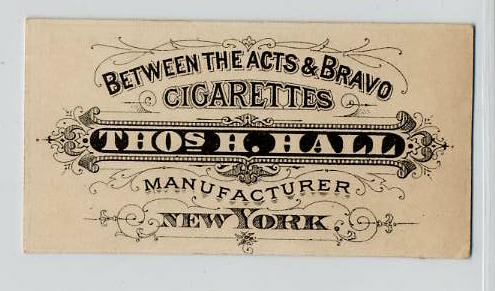 BETWEEN THE ACTS & BRAVO
CIGARETTES
THOS H. HALL
MANUFACTURER
NEW YORK